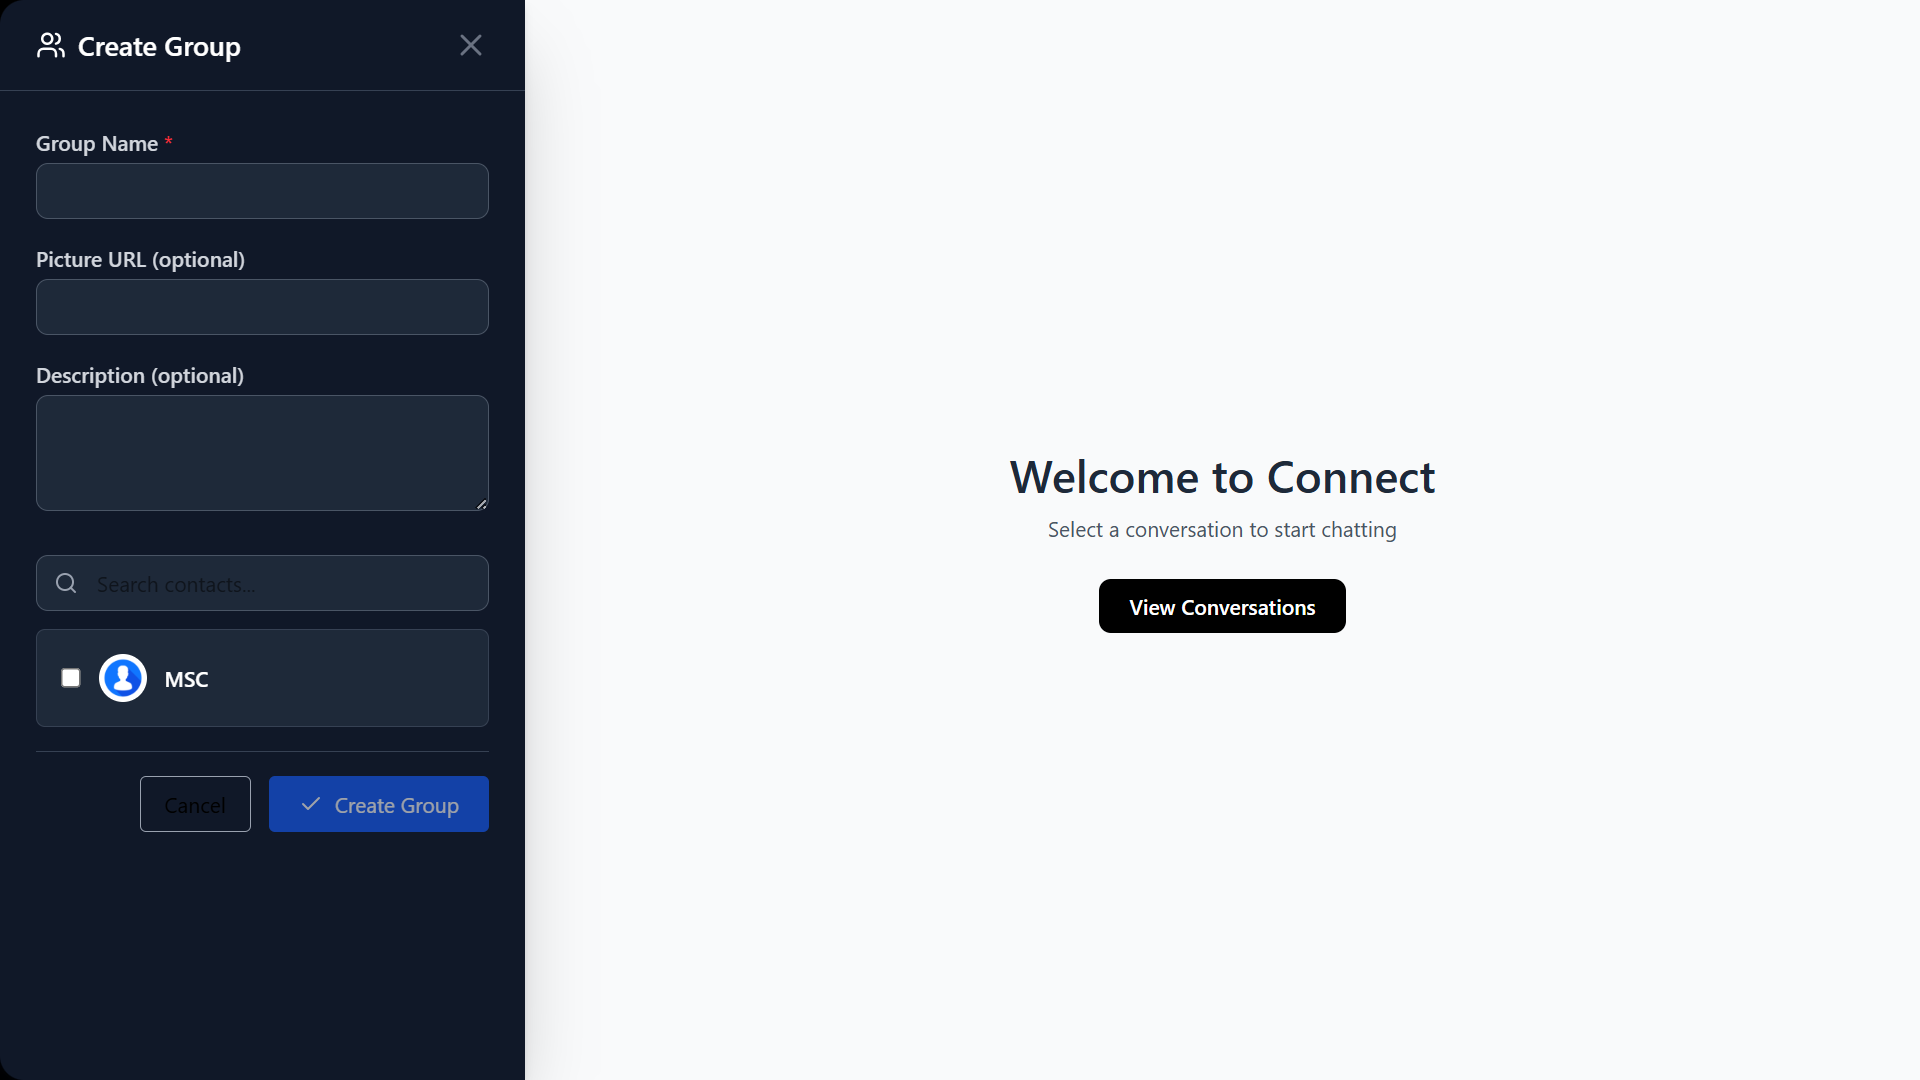 Create Group
Group Name *
Picture URL (optional)
Description (optional)
Search contacts...
MSC
Cancel
Create Group
Welcome to Connect
Select a conversation to start chatting
View Conversations